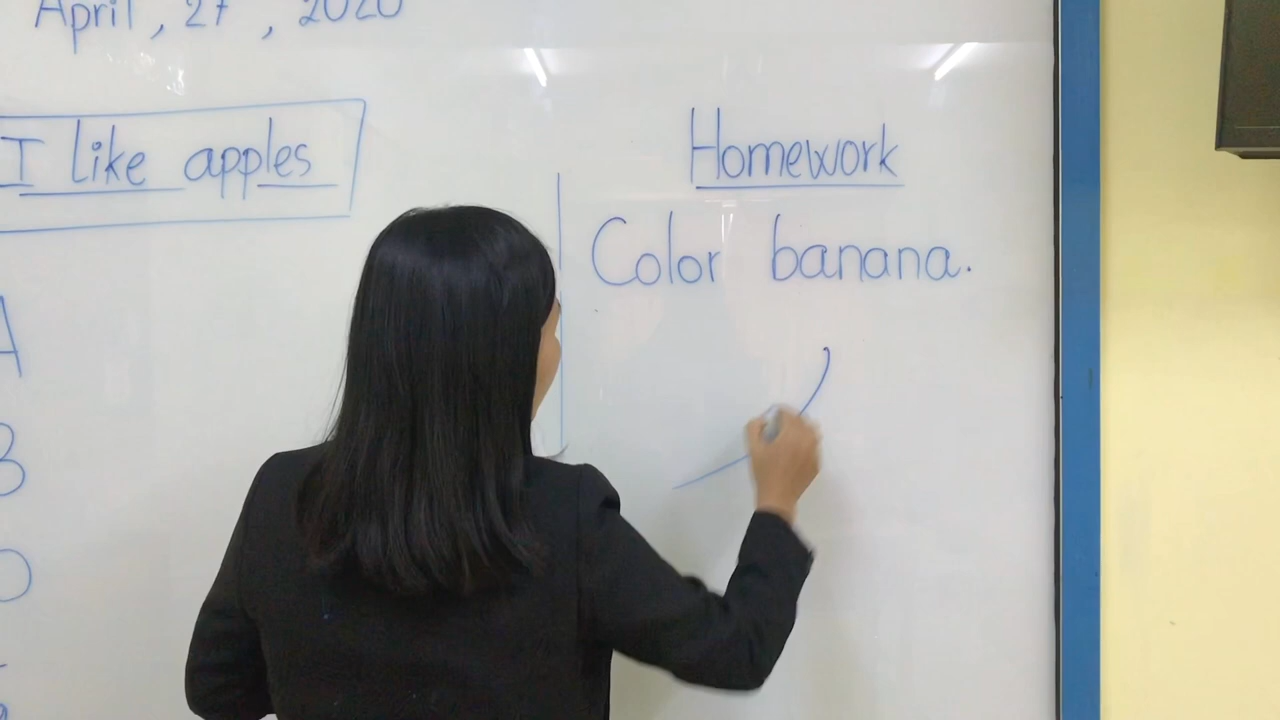 April, 27, 2020
I like apples
A
B
Homework
Color banana.